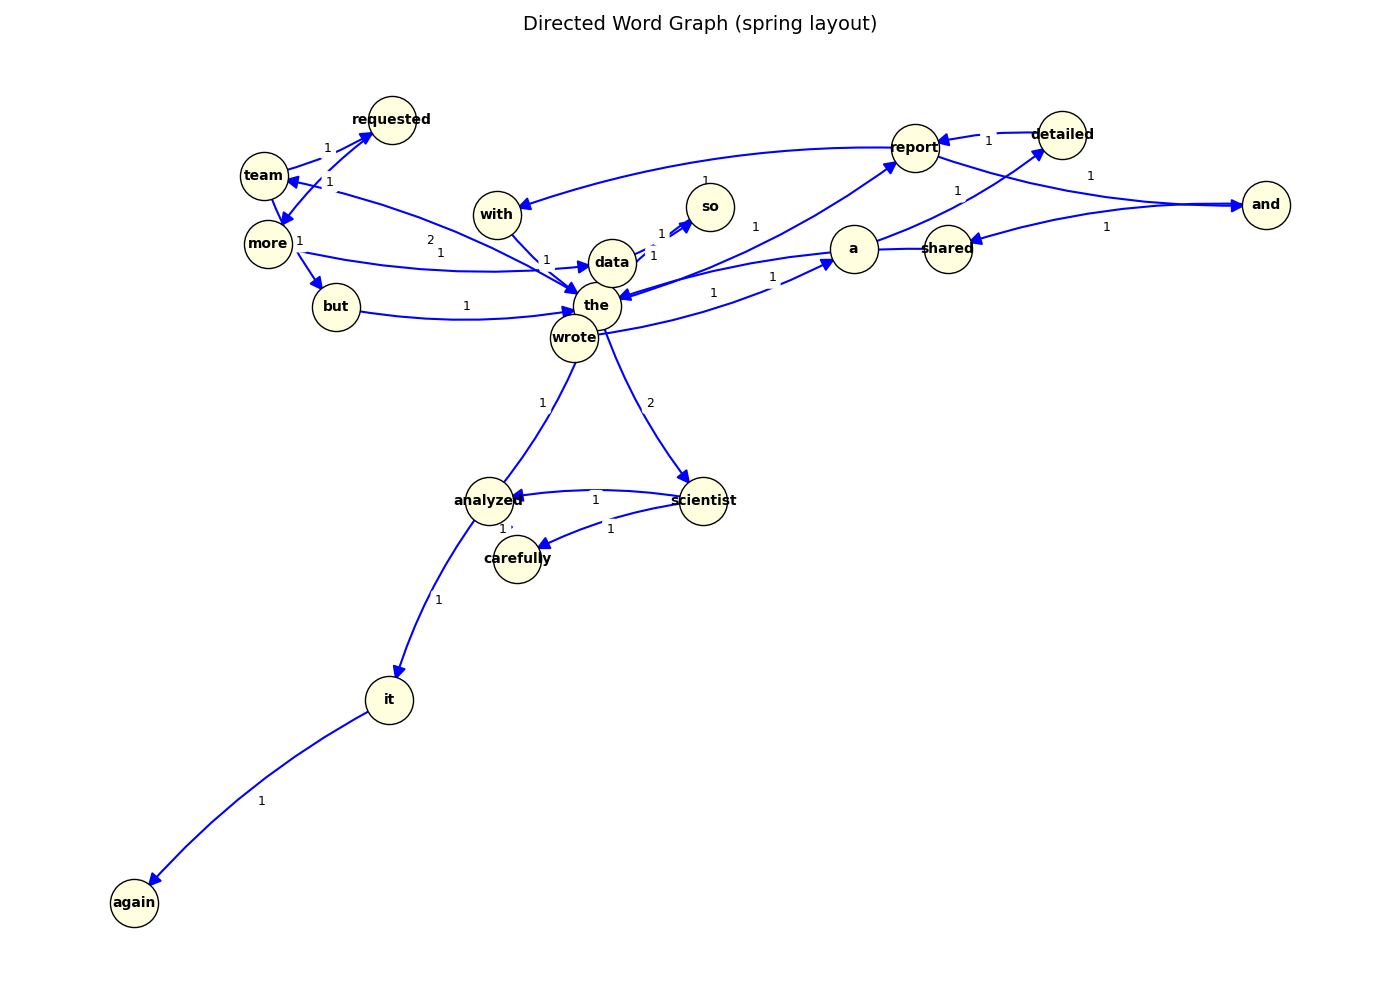 Directed Word Graph (spring layout)
requested
detailed
report
1
1
team
1
1
1
1
and
with
so
1
1
2
1
more
1
1
a
shared
1
1
data
1
1
1
the
but
1
wrote
1
2
analyzed
1
scientist
1
1
carefully
1
it
1
again